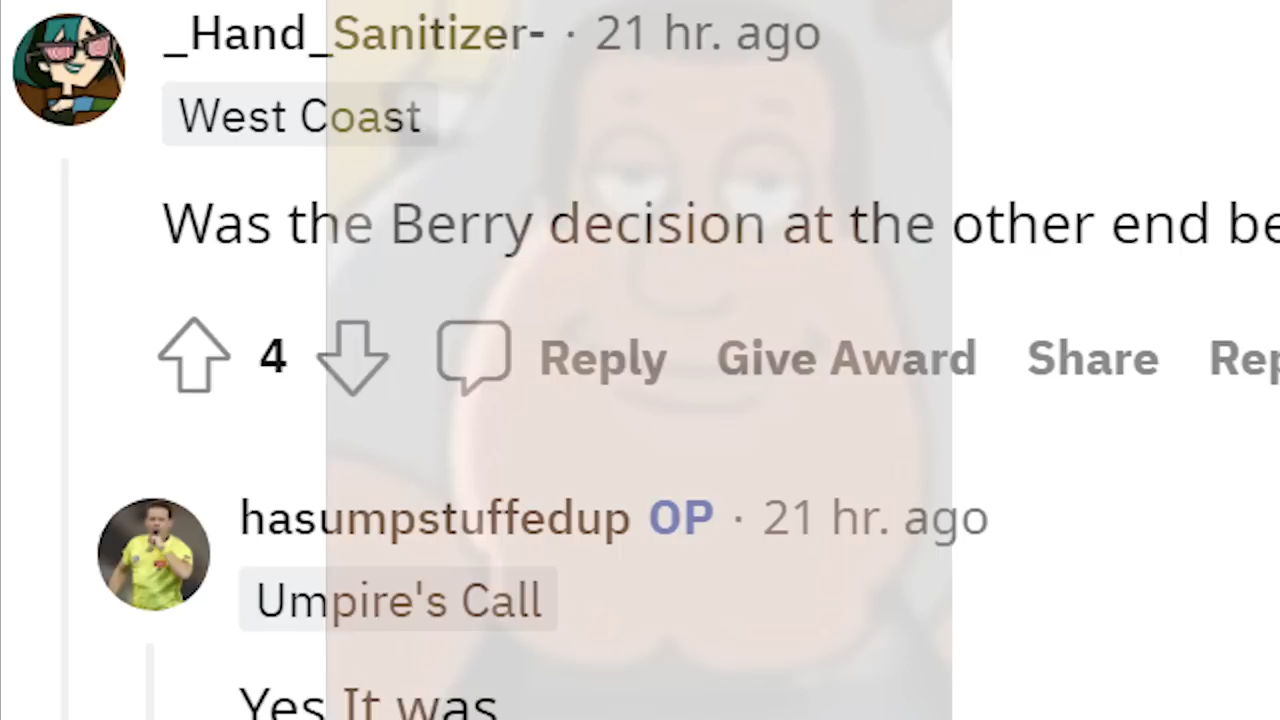 _Hand_Sanitizer- · 21 hr. ago
West Coast
Was the Berry decision at the other end be
4 Reply Give Award Share Rep
hasumpstuffedup OP · 21 hr. ago
Umpire's Call
Yes It was